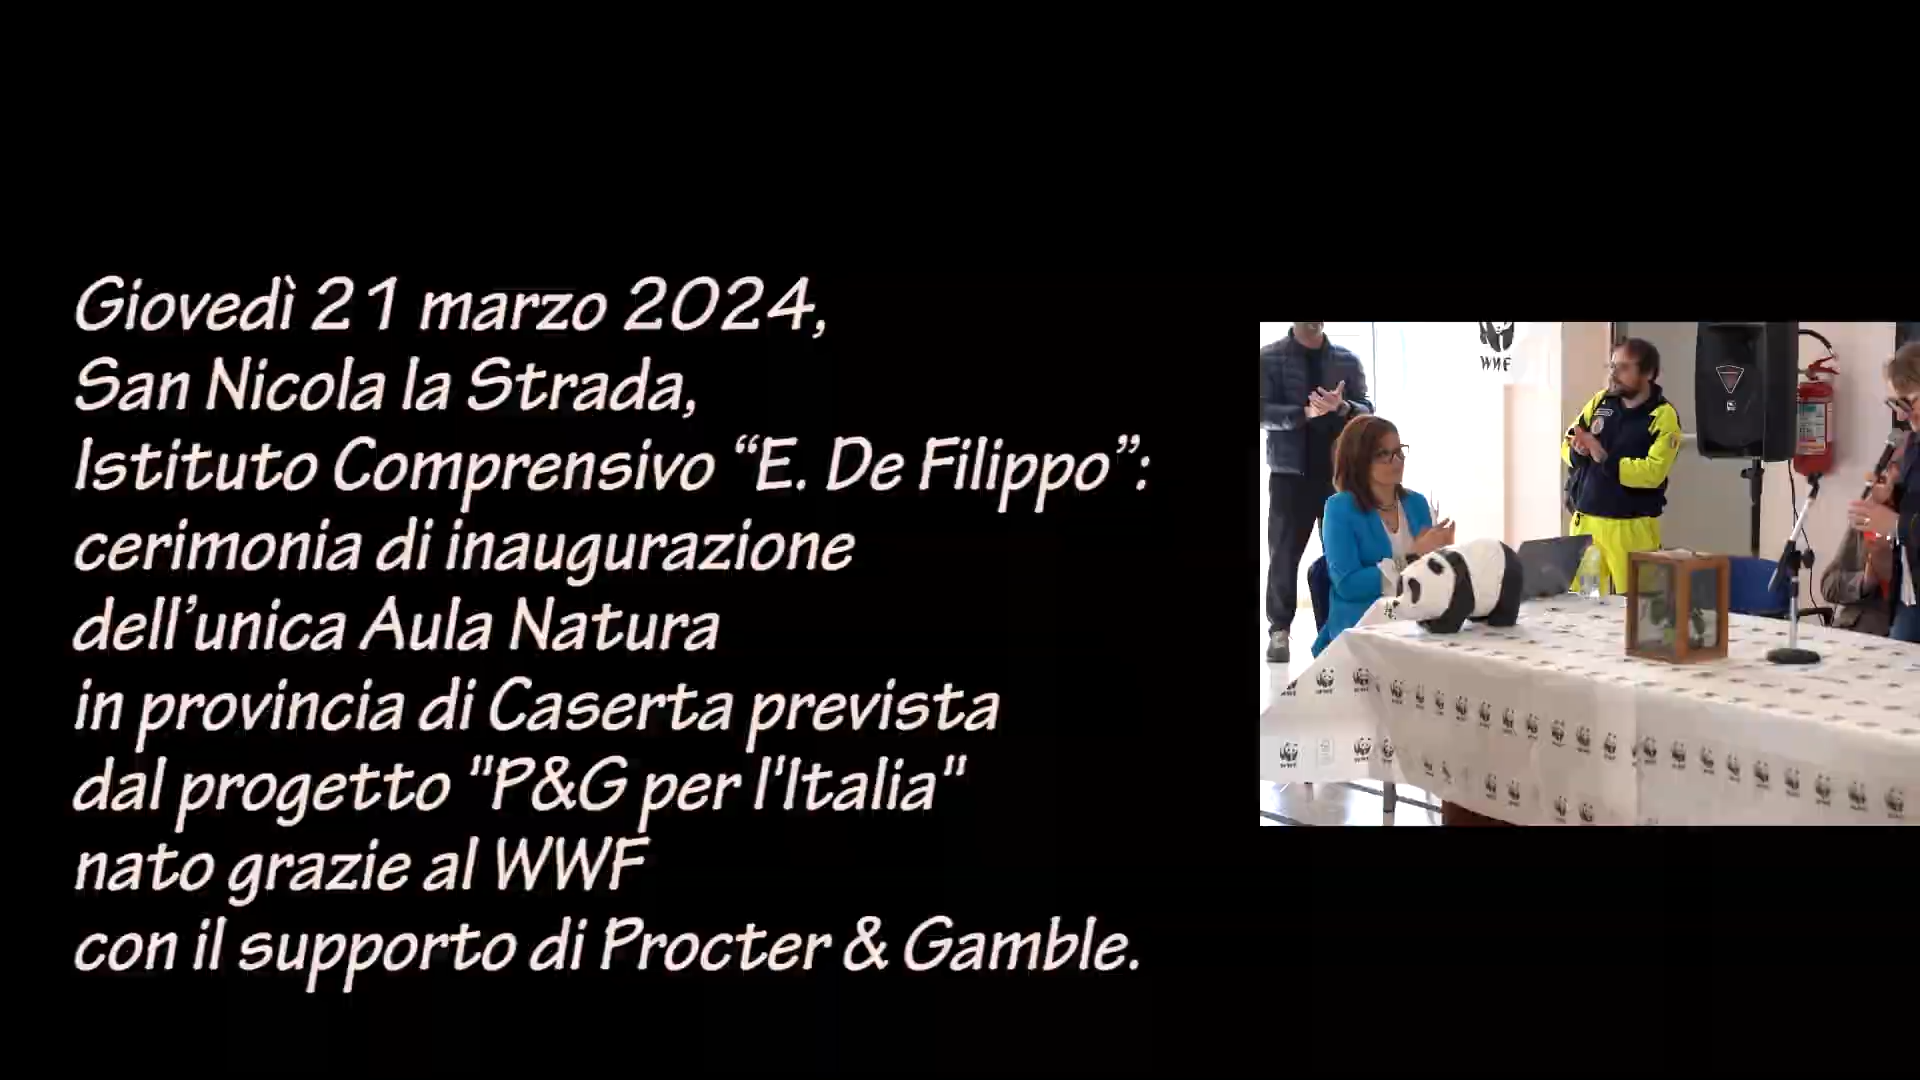 Giovedì 21 marzo 2024,
San Nicola la Strada,
Istituto Comprensivo “E. De Filippo”:
cerimonia di inaugurazione
dell’unica Aula Natura
in provincia di Caserta prevista
dal progetto "P&G per l'Italia"
nato grazie al WWF
con il supporto di Procter & Gamble.
WWF